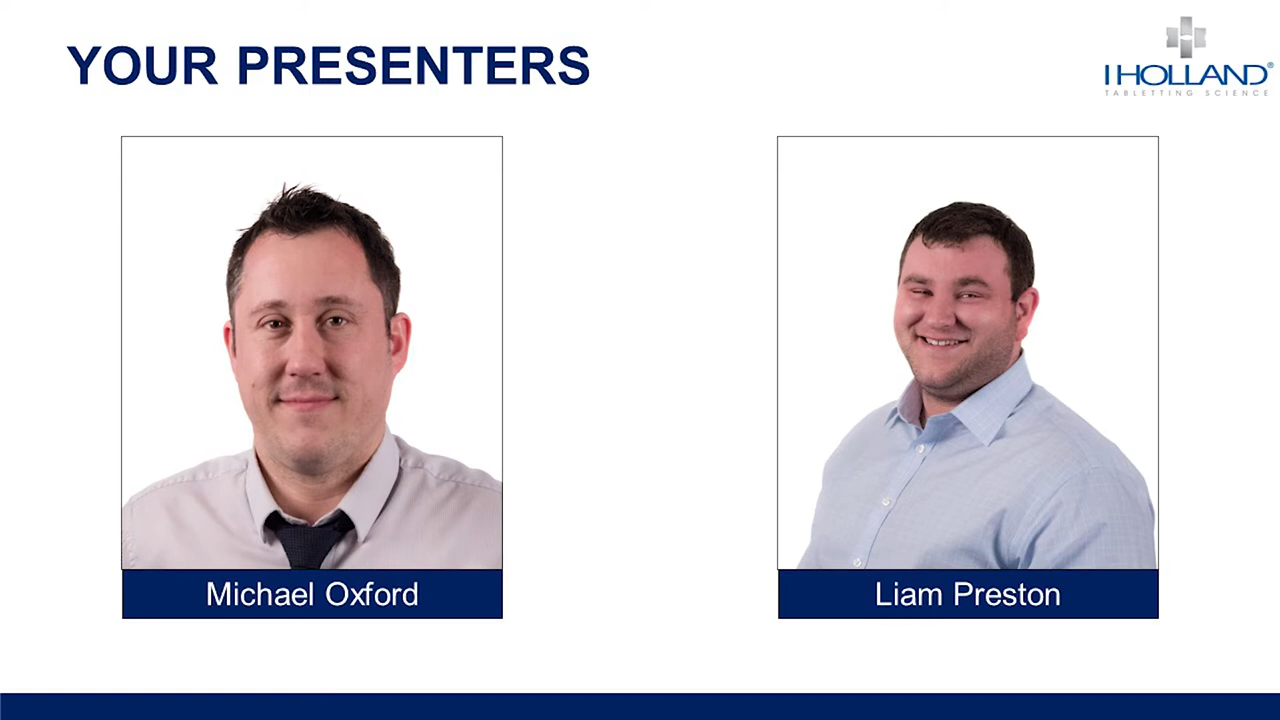 YOUR PRESENTERS
I HOLLAND®
TABLETTING SCIENCE
Michael Oxford
Liam Preston